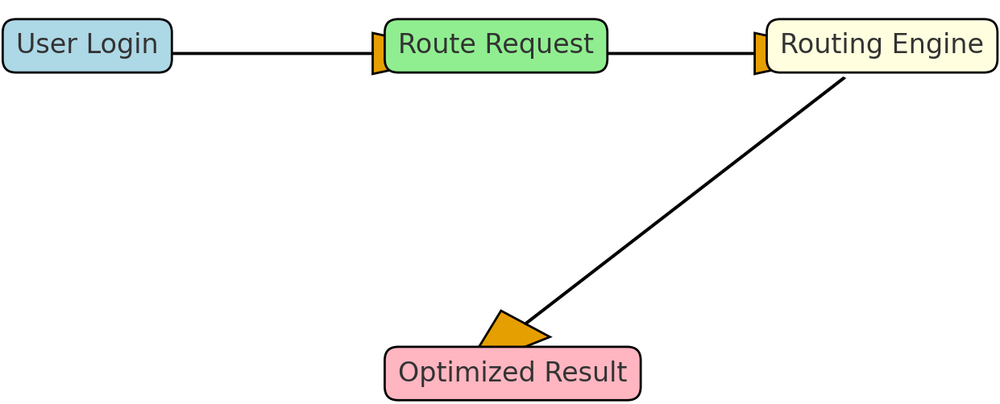 User Login
Route Request
Routing Engine
Optimized Result